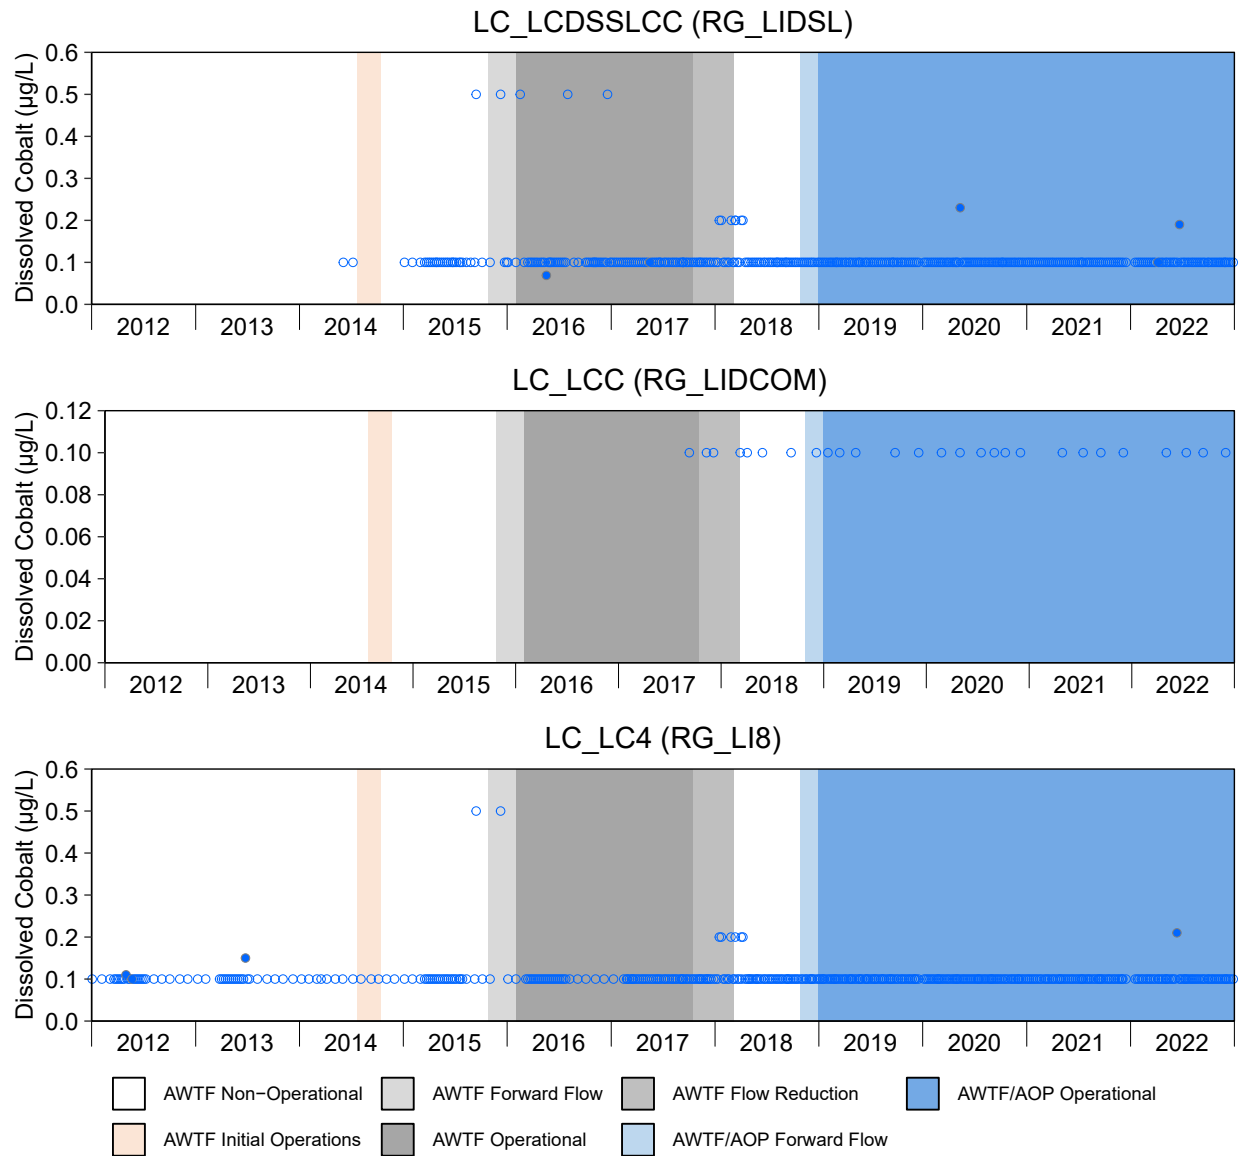 LC_LCDSSLCC (RG_LIDSL)
Dissolved Cobalt (µg/L)
0.6
0.5
0.4
0.3
0.2
0.1
0.0
2012 2013 2014 2015 2016 2017 2018 2019 2020 2021 2022
LC_LCC (RG_LIDCOM)
Dissolved Cobalt (µg/L)
0.12
0.10
0.08
0.06
0.04
0.02
0.00
2012 2013 2014 2015 2016 2017 2018 2019 2020 2021 2022
LC_LC4 (RG_LI8)
Dissolved Cobalt (µg/L)
0.6
0.5
0.4
0.3
0.2
0.1
0.0
2012 2013 2014 2015 2016 2017 2018 2019 2020 2021 2022
AWTF Non−Operational AWTF Forward Flow AWTF Flow Reduction AWTF/AOP Operational
AWTF Initial Operations AWTF Operational AWTF/AOP Forward Flow